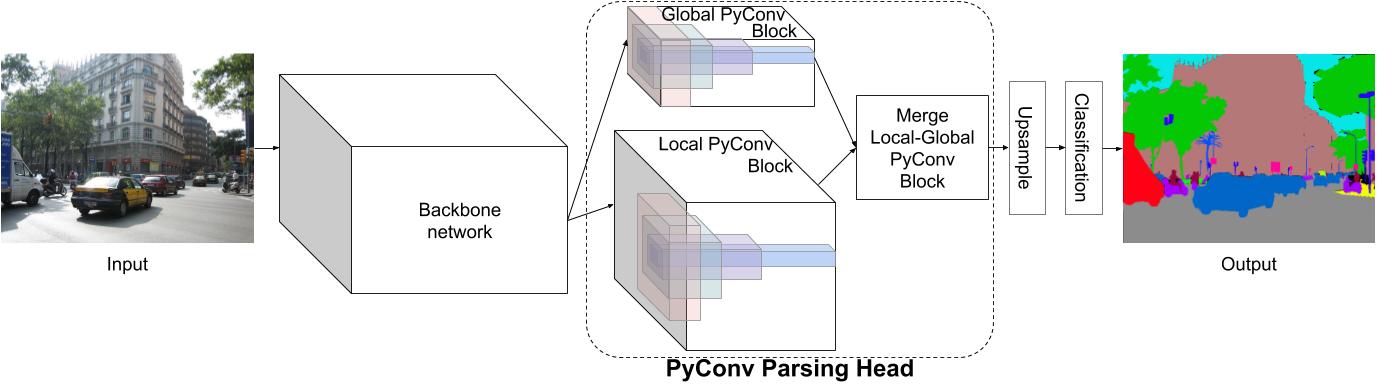 Input
Backbone
network
Global PyConv
Block
Local PyConv
Block
Merge
Local-Global
PyConv
Block
PyConv Parsing Head
Upsample
Classification
Output